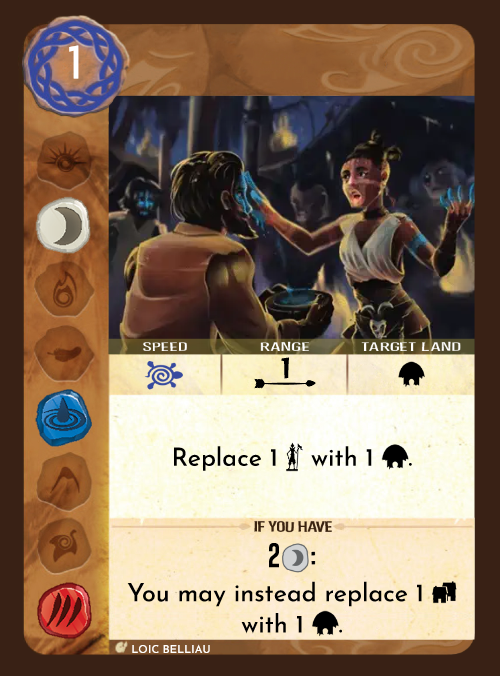 1
SPEED RANGE TARGET LAND
1
Replace 1 with 1 .
IF YOU HAVE
2 :
You may instead replace 1
with 1 .
LOIC BELLIAU